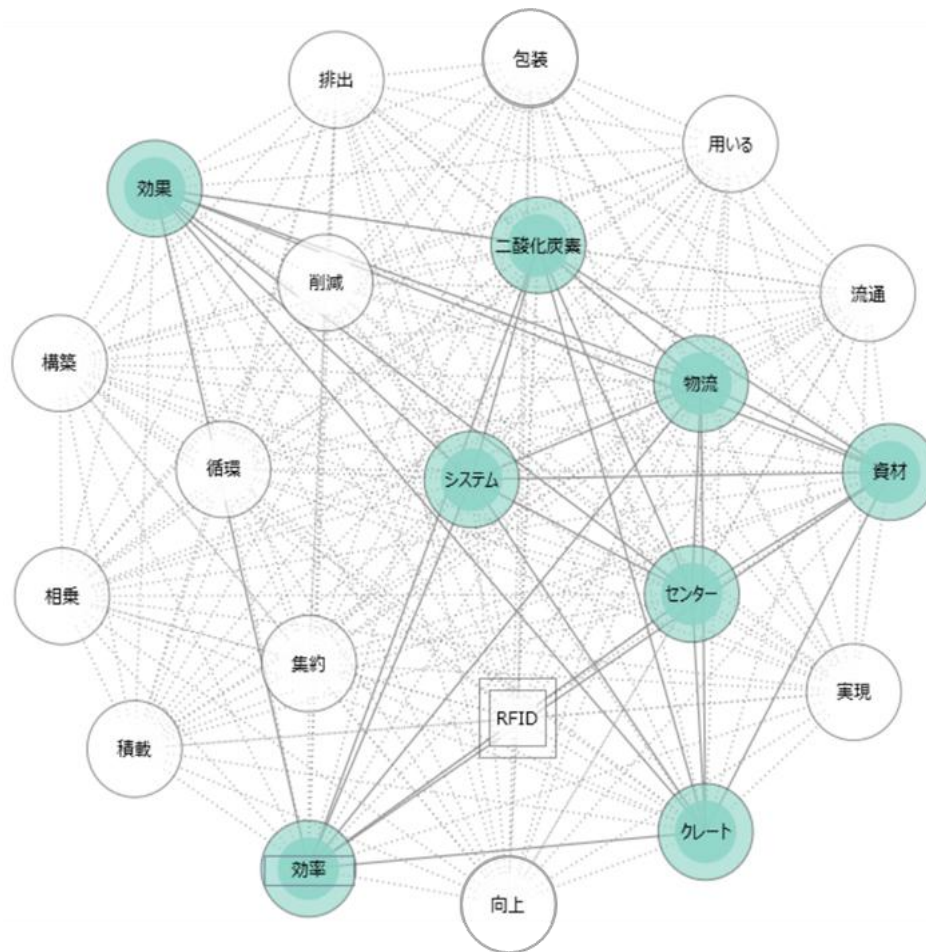 包装
排出
用いる
効果
二酸化炭素
削減
流通
構築
物流
循環
システム
資材
相乗
センター
集約
実現
RFID
積載
クレート
効率
向上